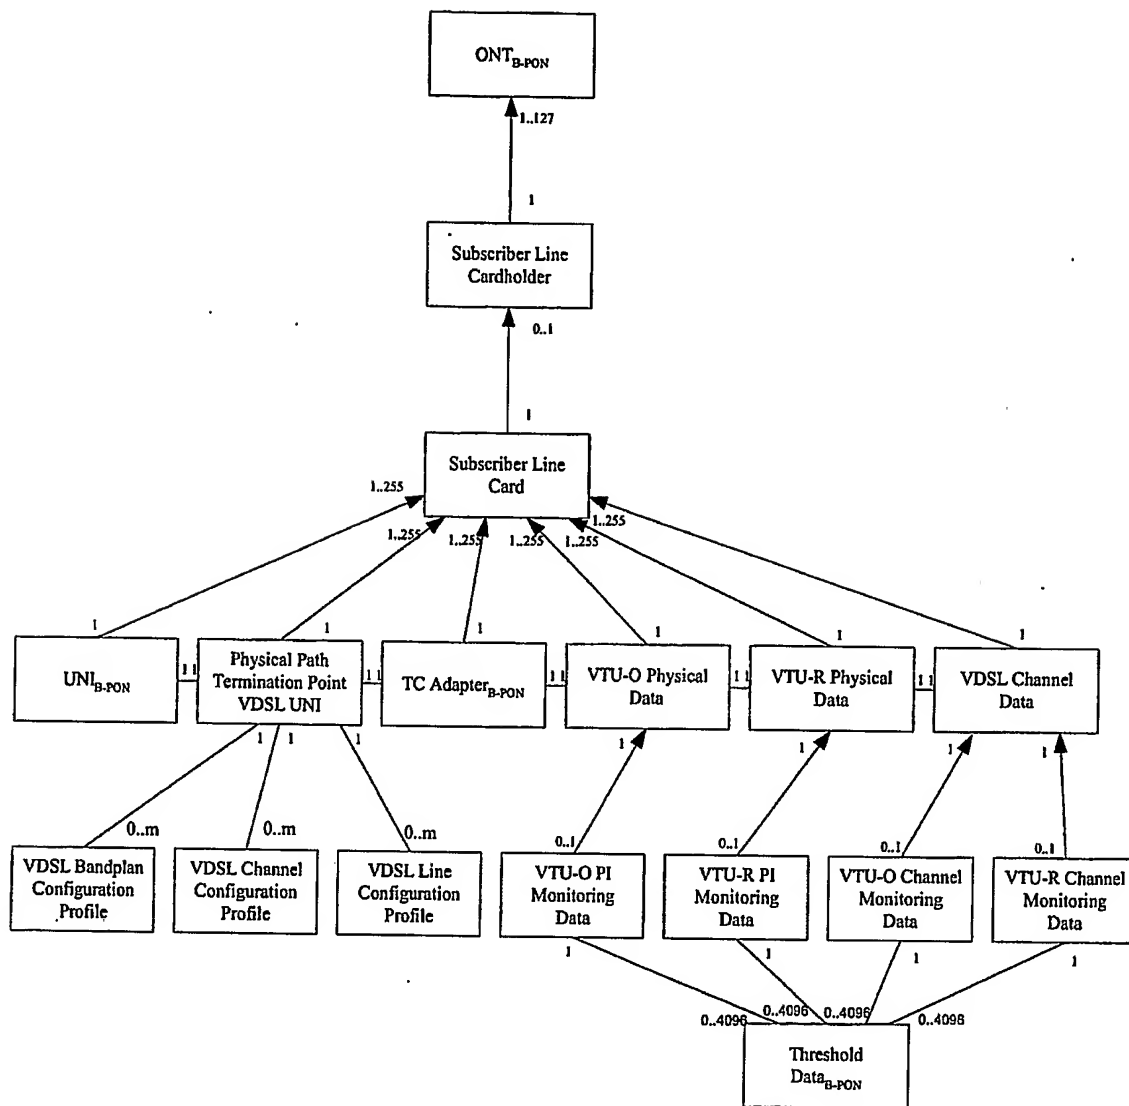 ONT B-PON
1..127
1
Subscriber Line
Cardholder
0..1
1
Subscriber Line
Card
1..255
1..255
1..255
1..255
1..255
1..255
1
1
1
1
1
1
UNI B-PON
1 1
Physical Path
Termination Point
VDSL UNI
1 1
TC Adapter B-PON
1 1
VTU-O Physical
Data
1 1
VTU-R Physical
Data
1 1
VDSL Channel
Data
1
1
1
1
1
1
1
0..m
0..m
0..m
0..1
0..1
0..1
0..1
VDSL Bandplan
Configuration
Profile
VDSL Channel
Configuration
Profile
VDSL Line
Configuration
Profile
VTU-O PI
Monitoring
Data
VTU-R PI
Monitoring
Data
VTU-O Channel
Monitoring
Data
VTU-R Channel
Monitoring
Data
1
1
1
1
0..4096
0..4096
0..4096
0..4096
Threshold
Data B-PON